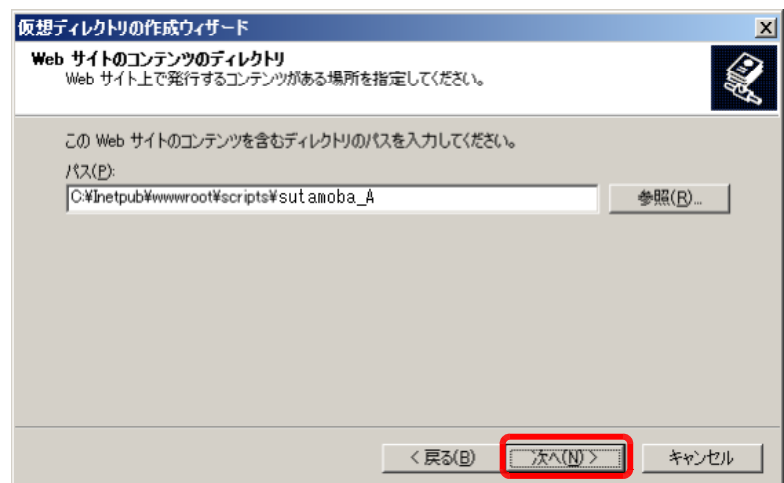 仮想ディレクトリの作成ウィザード
Web サイトのコンテンツのディレクトリ
Web サイト上で発行するコンテンツがある場所を指定してください。
この Web サイトのコンテンツを含むディレクトリのパスを入力してください。
パス(P):
C:¥Inetpub¥wwwroot¥scripts¥sutamoba_A
参照(R)...
< 戻る(B)
次へ(N) >
キャンセル